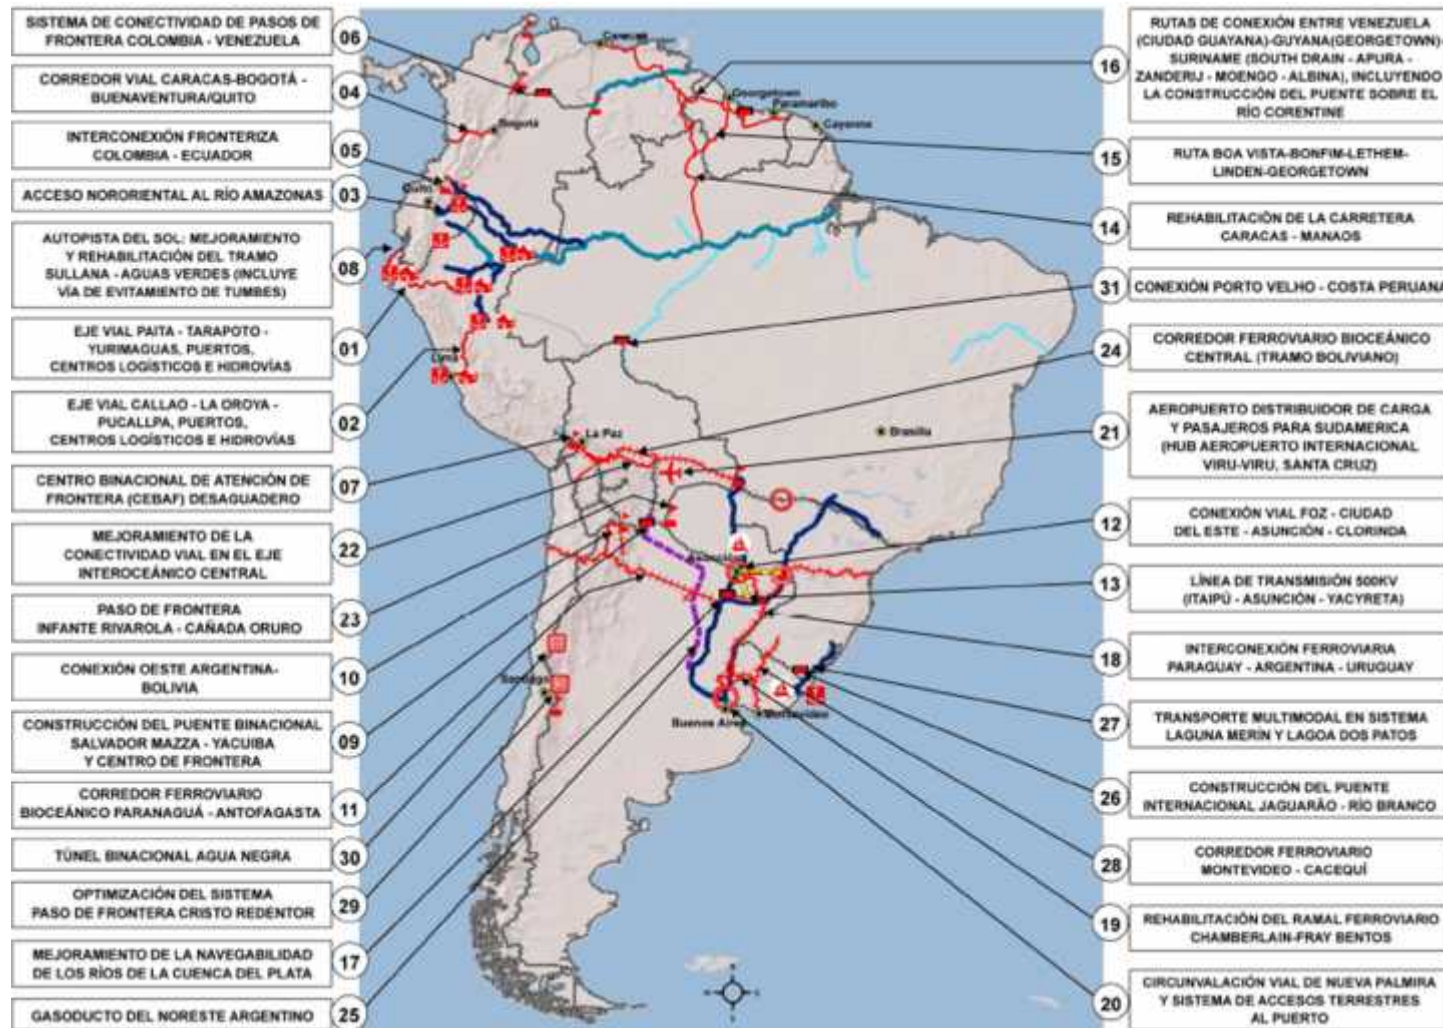 SISTEMA DE CONECTIVIDAD DE PASOS DE
FRONTERA COLOMBIA - VENEZUELA
06
CORREDOR VIAL CARACAS-BOGOTÁ -
BUENAVENTURA/QUITO
04
INTERCONEXIÓN FRONTERIZA
COLOMBIA - ECUADOR
05
ACCESO NORORIENTAL AL RÍO AMAZONAS
03
AUTOPISTA DEL SOL: MEJORAMIENTO
Y REHABILITACIÓN DEL TRAMO
SULLANA - AGUAS VERDES (INCLUYE
VÍA DE EVITAMIENTO DE TUMBES)
08
EJE VIAL PAITA - TARAPOTO -
YURIMAGUAS, PUERTOS,
CENTROS LOGÍSTICOS E HIDROVÍAS
01
EJE VIAL CALLAO - LA OROYA -
PUCALLPA, PUERTOS,
CENTROS LOGÍSTICOS E HIDROVÍAS
02
CENTRO BINACIONAL DE ATENCIÓN DE
FRONTERA (CEBAF) DESAGUADERO
07
MEJORAMIENTO DE LA
CONECTIVIDAD VIAL EN EL EJE
INTEROCEÁNICO CENTRAL
22
PASO DE FRONTERA
INFANTE RIVAROLA - CAÑADA ORURO
23
CONEXIÓN OESTE ARGENTINA-
BOLIVIA
10
CONSTRUCCIÓN DEL PUENTE BINACIONAL
SALVADOR MAZZA - YACUIBA
Y CENTRO DE FRONTERA
09
CORREDOR FERROVIARIO
BIOCEÁNICO PARANAGUÁ - ANTOFAGASTA
11
TÚNEL BINACIONAL AGUA NEGRA
30
OPTIMIZACIÓN DEL SISTEMA
PASO DE FRONTERA CRISTO REDENTOR
29
MEJORAMIENTO DE LA NAVEGABILIDAD
DE LOS RÍOS DE LA CUENCA DEL PLATA
17
GASODUCTO DEL NORESTE ARGENTINO
25
Caracas
Georgetown
Paramaribo
Cayenne
Bogotá
Quito
Lima
La Paz
Brasilia
Asunción
Santiago
Buenos Aires
Montevideo
16
RUTAS DE CONEXIÓN ENTRE VENEZUELA
(CIUDAD GUAYANA)-GUYANA(GEORGETOWN)-
SURINAME (SOUTH DRAIN - APURA -
ZANDERIJ - MOENGO - ALBINA), INCLUYENDO
LA CONSTRUCCIÓN DEL PUENTE SOBRE EL
RÍO CORENTINE
15
RUTA BOA VISTA-BONFIM-LETHEM-
LINDEN-GEORGETOWN
14
REHABILITACIÓN DE LA CARRETERA
CARACAS - MANAOS
31
CONEXIÓN PORTO VELHO - COSTA PERUANA
24
CORREDOR FERROVIARIO BIOCEÁNICO
CENTRAL (TRAMO BOLIVIANO)
21
AEROPUERTO DISTRIBUIDOR DE CARGA
Y PASAJEROS PARA SUDAMERICA
(HUB AEROPUERTO INTERNACIONAL
VIRU-VIRU, SANTA CRUZ)
12
CONEXIÓN VIAL FOZ - CIUDAD
DEL ESTE - ASUNCIÓN - CLORINDA
13
LÍNEA DE TRANSMISIÓN 500KV
(ITAIPÚ - ASUNCIÓN - YACYRETA)
18
INTERCONEXIÓN FERROVIARIA
PARAGUAY - ARGENTINA - URUGUAY
27
TRANSPORTE MULTIMODAL EN SISTEMA
LAGUNA MERÍN Y LAGOA DOS PATOS
26
CONSTRUCCIÓN DEL PUENTE
INTERNACIONAL JAGUARÃO - RÍO BRANCO
28
CORREDOR FERROVIARIO
MONTEVIDEO - CACEQUÍ
19
REHABILITACIÓN DEL RAMAL FERROVIARIO
CHAMBERLAIN-FRAY BENTOS
20
CIRCUNVALACIÓN VIAL DE NUEVA PALMIRA
Y SISTEMA DE ACCESOS TERRESTRES
AL PUERTO